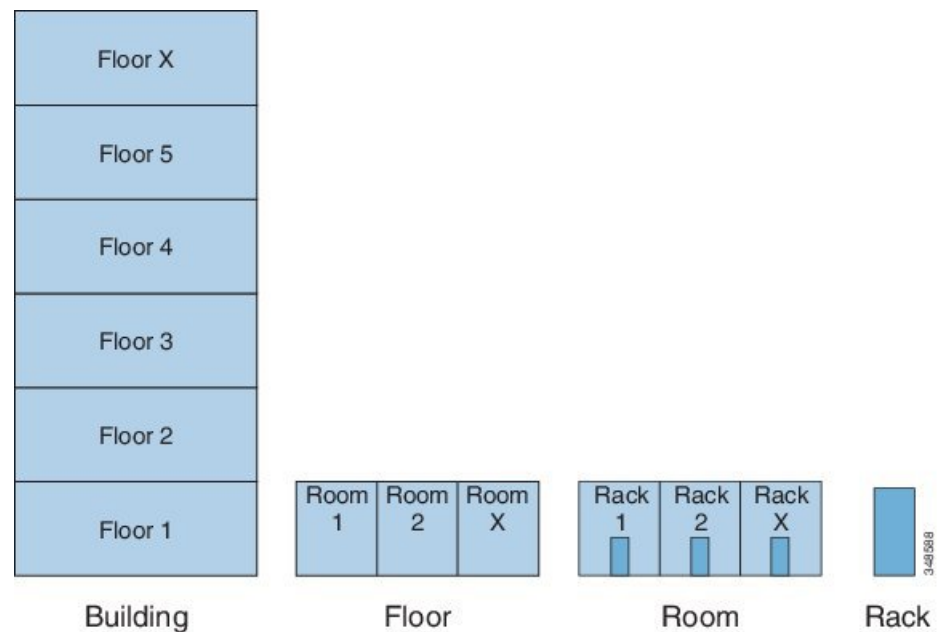 Floor X
Floor 5
Floor 4
Floor 3
Floor 2
Floor 1
Building
Room
1
Room
2
Room
X
Floor
Rack
1
Rack
2
Rack
X
Room
Rack
348588